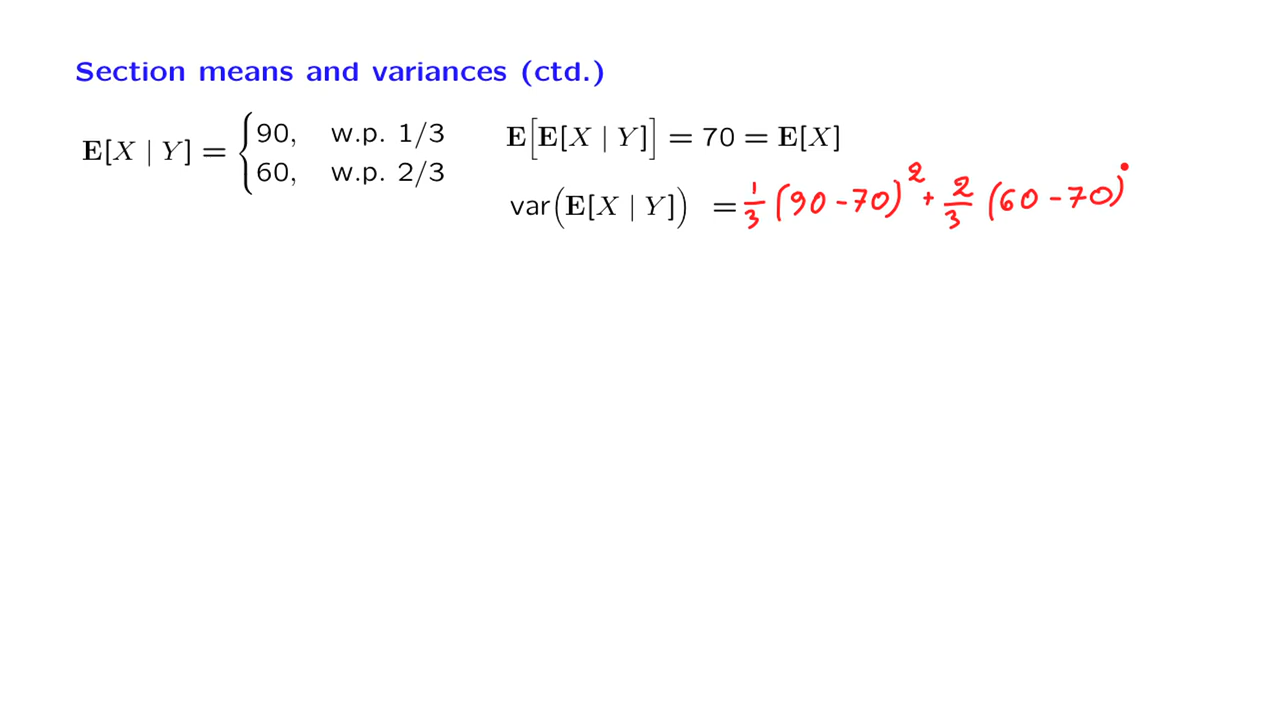 Section means and variances (ctd.)
E[X | Y] = { 90, w.p. 1/3
60, w.p. 2/3
E[E[X | Y]] = 70 = E[X]
var(E[X | Y]) = 1/3 (90 - 70)² + 2/3 (60 - 70)